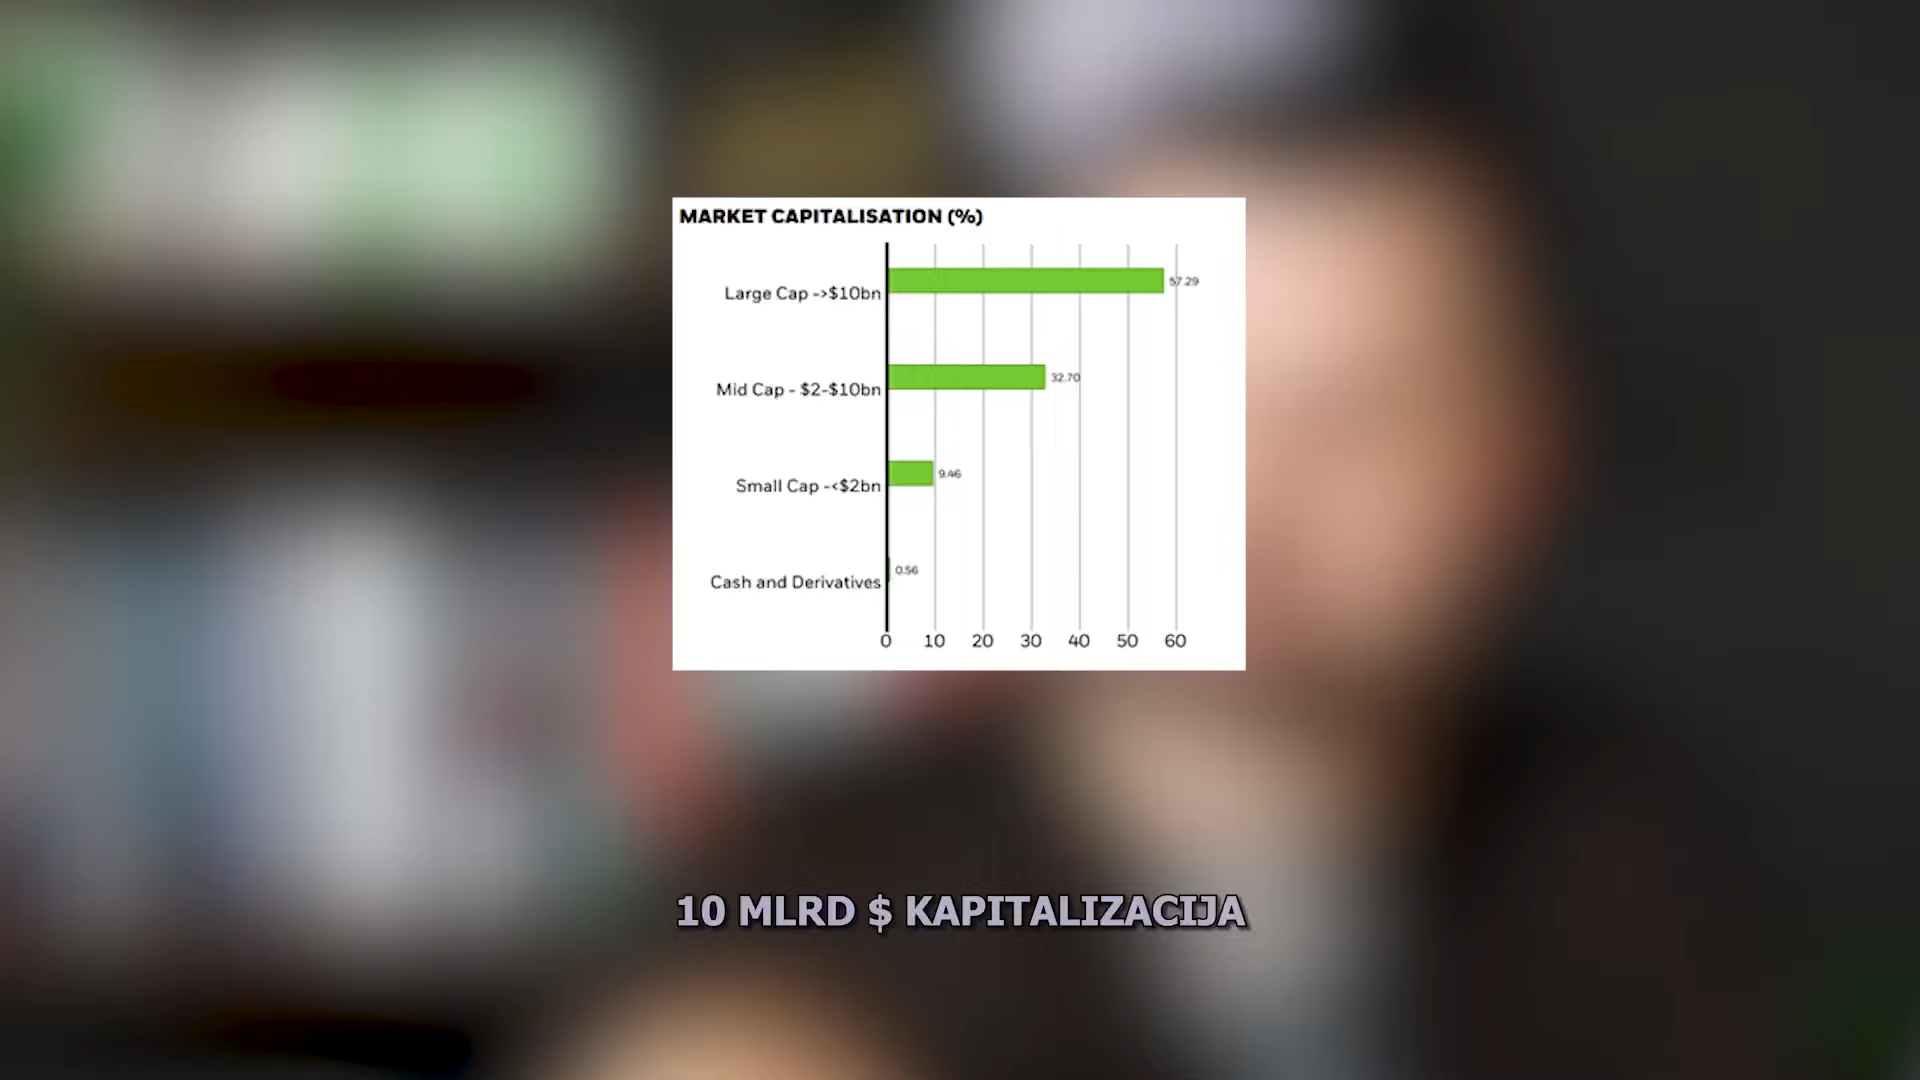 MARKET CAPITALISATION (%)
Large Cap ->$10bn
57.29
Mid Cap - $2-$10bn
32.70
Small Cap -<$2bn
9.46
Cash and Derivatives
0.56
0 10 20 30 40 50 60
10 MLRD $ KAPITALIZACIJA